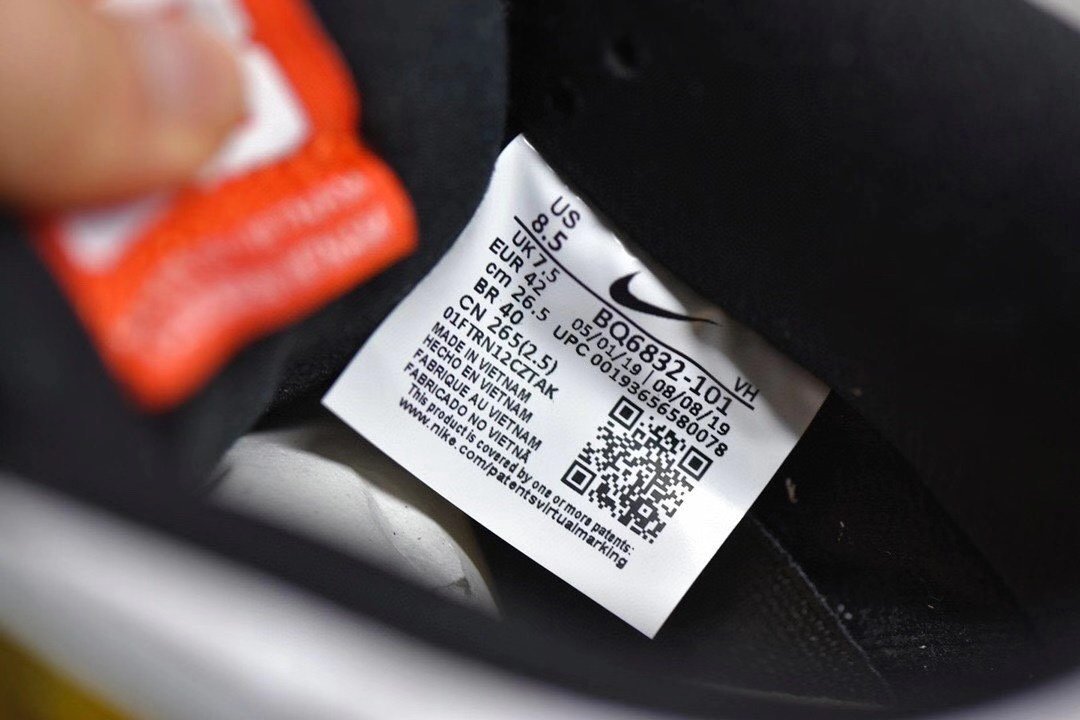 US
8.5
UK 7.5
EUR 42
cm 26.5
BR 40
CN 265(2.5)
01FTRN12CZTAK
MADE IN VIETNAM
HECHO EN VIETNAM
FABRIQUE AU VIETNAM
FABRICADO NO VIETNÃ
This product is covered by one or more patents:
www.nike.com/patentsvirtualmarking
BQ6832-101 VH
05/01/19 | 08/08/19
UPC 00193656580078